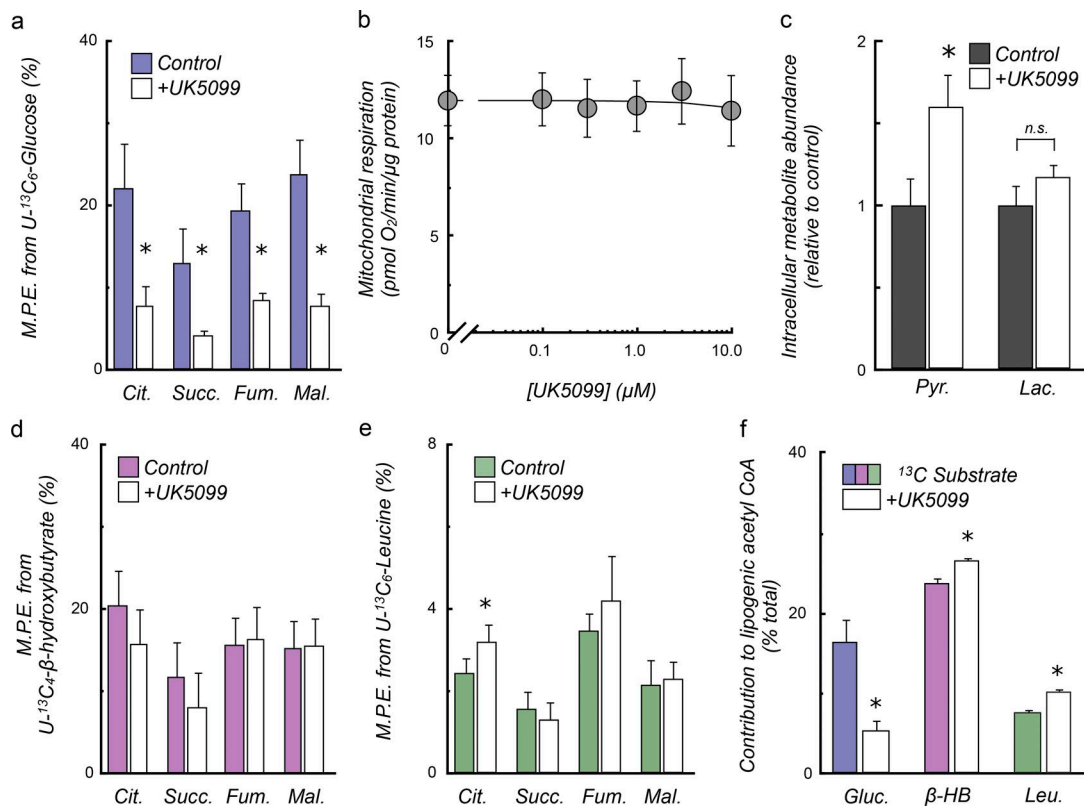 a
M.P.E. from U-¹³C₆-Glucose (%)
40
20
0
Control
+UK5099
*
*
*
*
Cit. Succ. Fum. Mal.
b
Mitochondrial respiration
(pmol O₂/min/µg protein)
15
12
9
6
3
0
0 0.1 1.0 10.0
[UK5099] (µM)
c
Intracellular metabolite abundance
(relative to control)
2
1
0
Control
+UK5099
*
n.s.
Pyr. Lac.
d
M.P.E. from
U-¹³C₄-β-hydroxybutyrate (%)
40
20
0
Control
+UK5099
Cit. Succ. Fum. Mal.
e
M.P.E. from U-¹³C₆-Leucine (%)
8
4
0
Control
+UK5099
*
Cit. Succ. Fum. Mal.
f
Contribution to lipogenic acetyl CoA
(% total)
40
20
0
¹³C Substrate
+UK5099
*
*
*
Gluc. β-HB Leu.